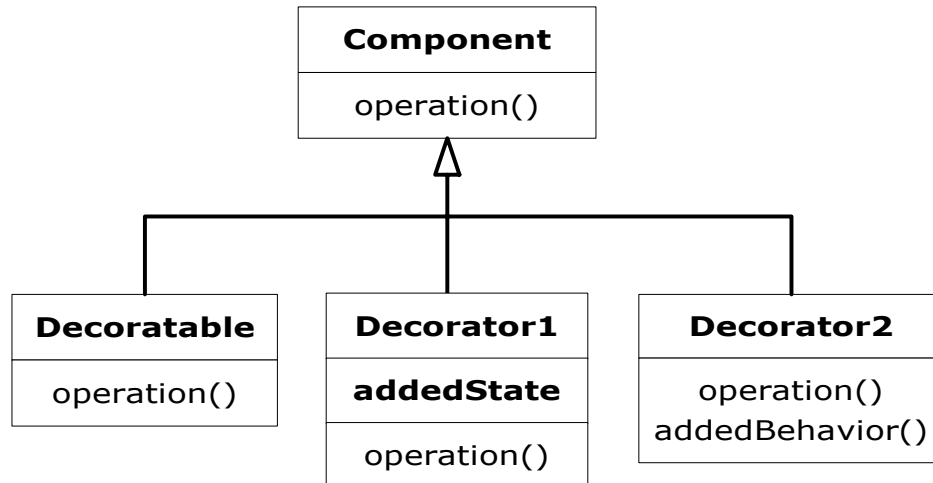 Component
operation()
Decoratable
operation()
Decorator1
addedState
operation()
Decorator2
operation()
addedBehavior()